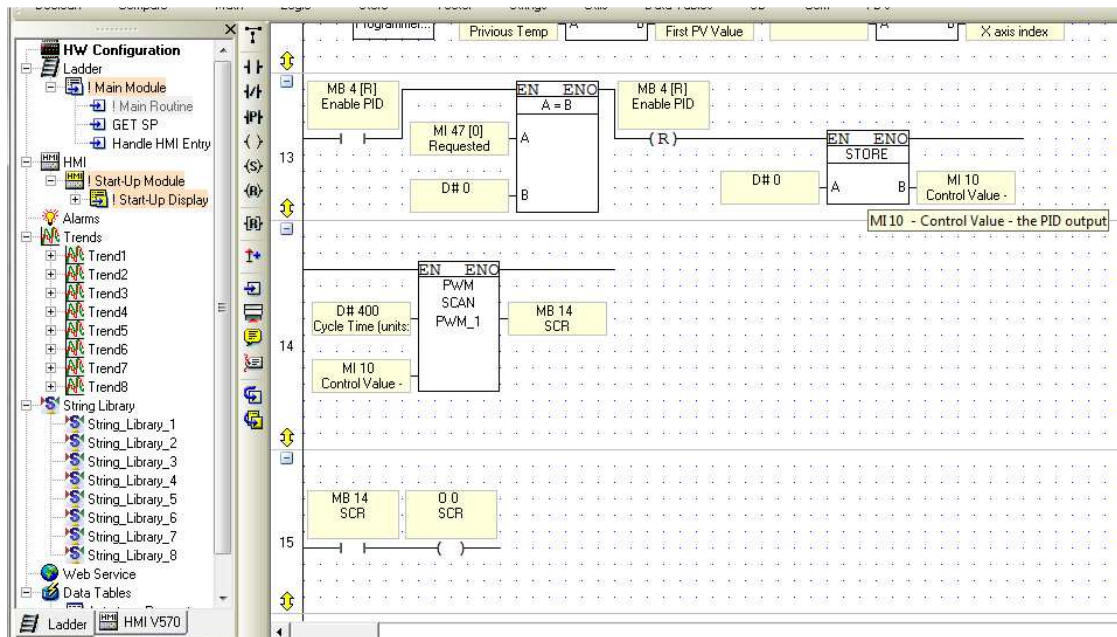 Programmer...
Privious Temp
A
First PV Value
A
X axis index
HW Configuration
Ladder
! Main Module
! Main Routine
GET SP
Handle HMI Entry
HMI
! Start-Up Module
! Start-Up Display
Alarms
Trends
Trend1
Trend2
Trend3
Trend4
Trend5
Trend6
Trend7
Trend8
String Library
String_Library_1
String_Library_2
String_Library_3
String_Library_4
String_Library_5
String_Library_6
String_Library_7
String_Library_8
Web Service
Data Tables
Ladder
HMI V570
13
MB 4 [R]
Enable PID
EN ENO
A = B
MI 47 [0]
Requested
A
D# 0
B
MB 4 [R]
Enable PID
(R)
EN ENO
STORE
D# 0
A B
MI 10
Control Value -
MI 10 - Control Value - the PID output
14
EN ENO
PWM
SCAN
PWM_1
D# 400
Cycle Time (units:
MB 14
SCR
MI 10
Control Value -
15
MB 14
SCR
O 0
SCR